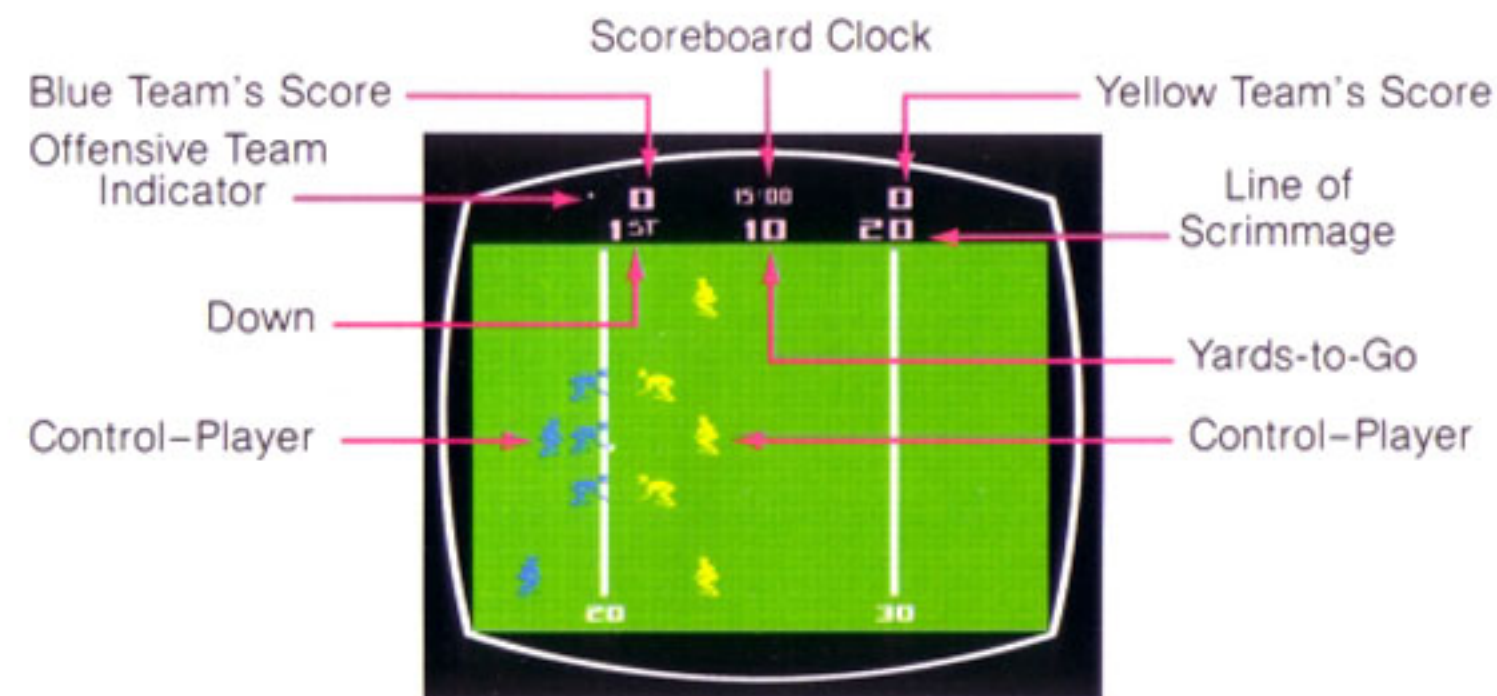 Scoreboard Clock
Blue Team's Score
Yellow Team's Score
Offensive Team
Indicator
Line of
Scrimmage
0 15:00 0
1ST 10 20
Down
Yards-to-Go
Control-Player
Control-Player
20 30